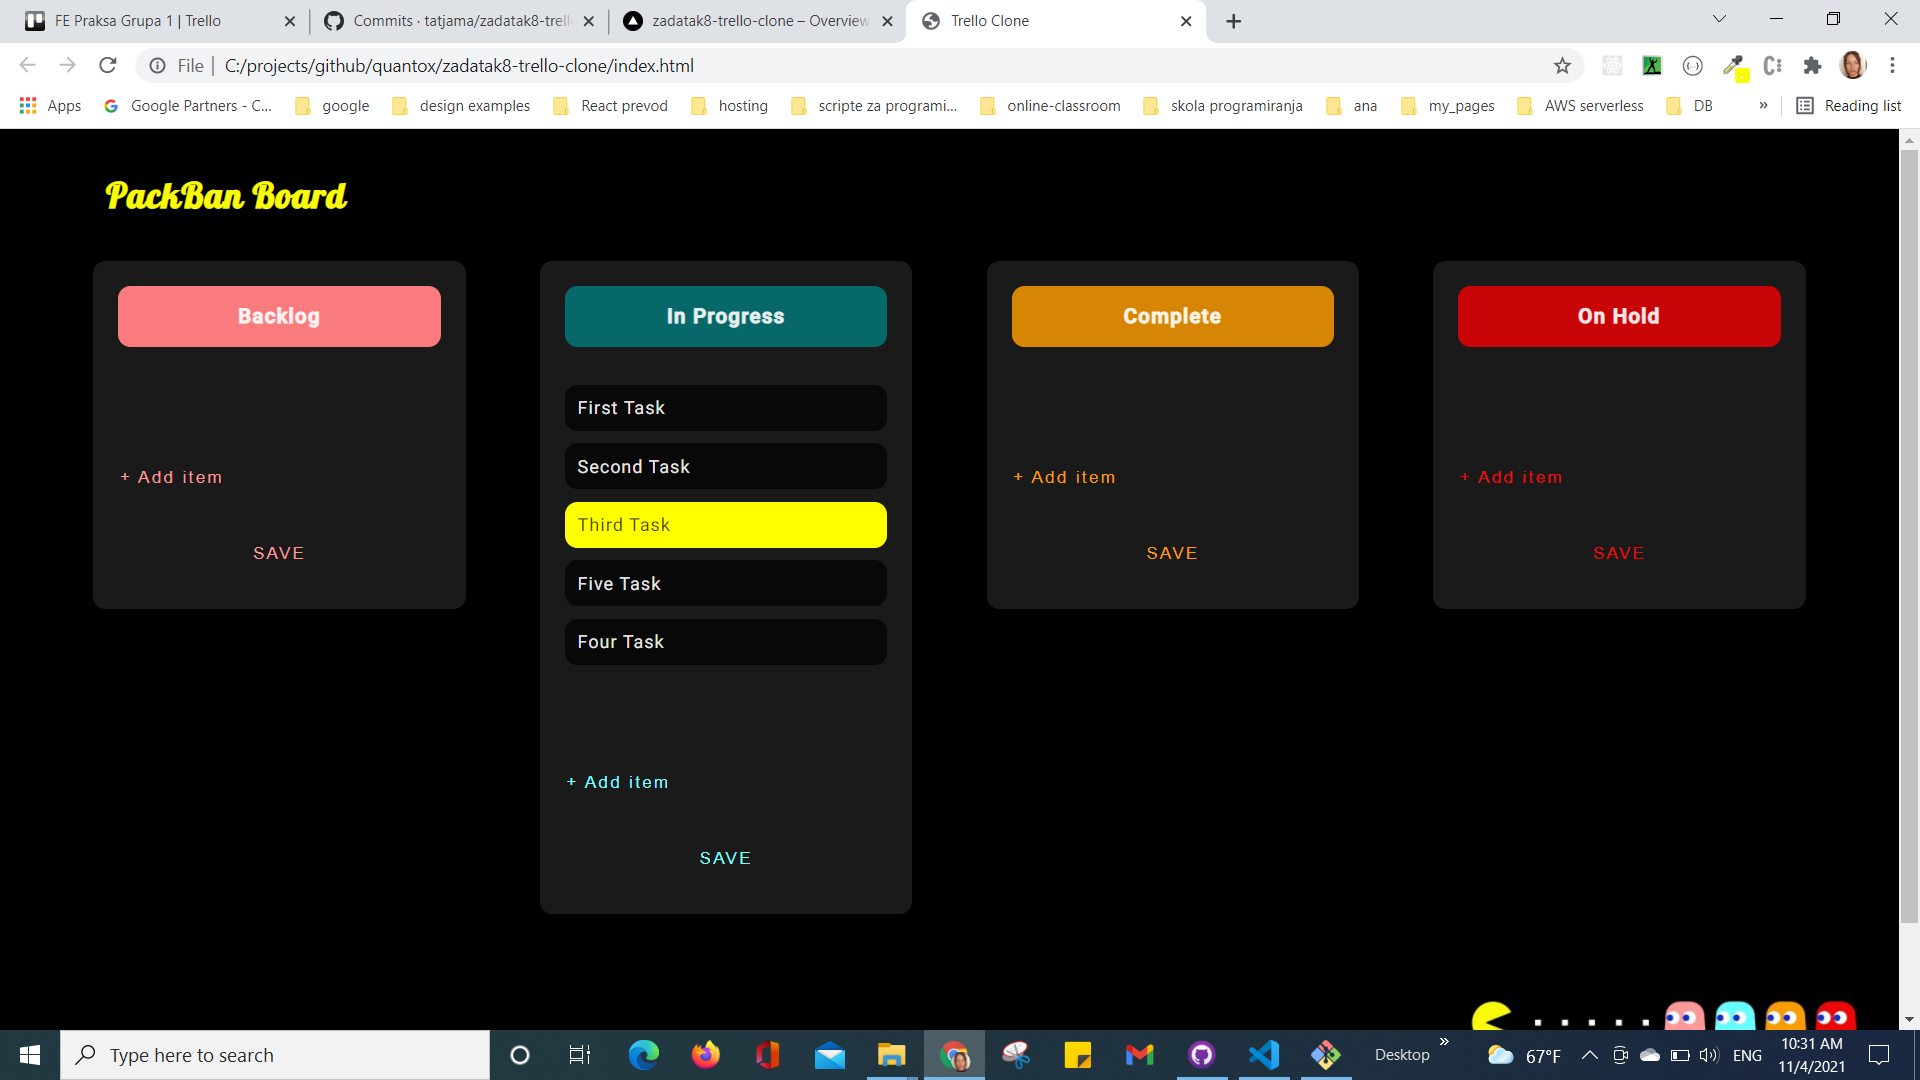 FE Praksa Grupa 1 | Trello
Commits · tatjama/zadatak8-trell
zadatak8-trello-clone – Overview
Trello Clone
File | C:/projects/github/quantox/zadatak8-trello-clone/index.html
Apps
Google Partners - C...
google
design examples
React prevod
hosting
scripte za programi...
online-classroom
skola programiranja
ana
my_pages
AWS serverless
DB
»
Reading list
PackBan Board
Backlog
+ Add item
SAVE
In Progress
First Task
Second Task
Third Task
Five Task
Four Task
+ Add item
SAVE
Complete
+ Add item
SAVE
On Hold
+ Add item
SAVE
Type here to search
Desktop
»
67°F
ENG
10:31 AM
11/4/2021